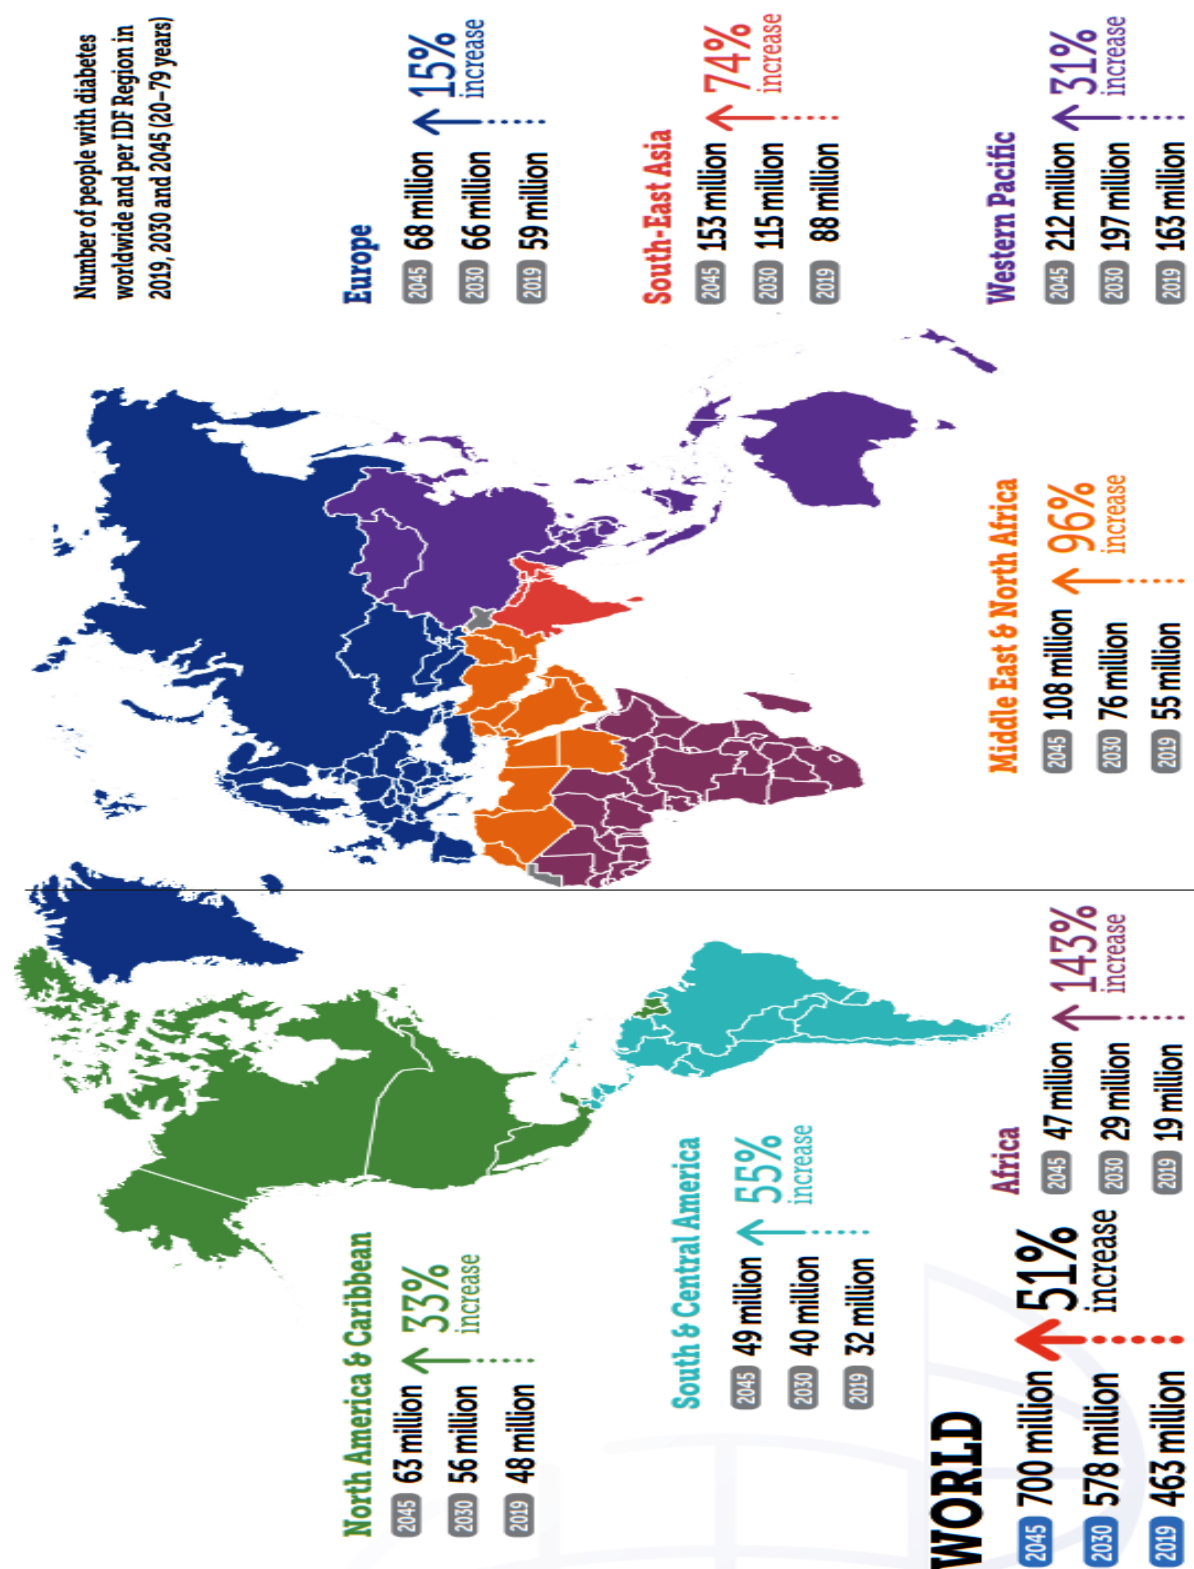 Number of people with diabetes
worldwide and per IDF Region in
2019, 2030 and 2045 (20–79 years)
North America & Caribbean
2045 63 million
2030 56 million
2019 48 million
33%
increase
Europe
2045 68 million
2030 66 million
2019 59 million
15%
increase
South & Central America
2045 49 million
2030 40 million
2019 32 million
55%
increase
South-East Asia
2045 153 million
2030 115 million
2019 88 million
74%
increase
WORLD
2045 700 million
2030 578 million
2019 463 million
51%
increase
Africa
2045 47 million
2030 29 million
2019 19 million
143%
increase
Middle East & North Africa
2045 108 million
2030 76 million
2019 55 million
96%
increase
Western Pacific
2045 212 million
2030 197 million
2019 163 million
31%
increase